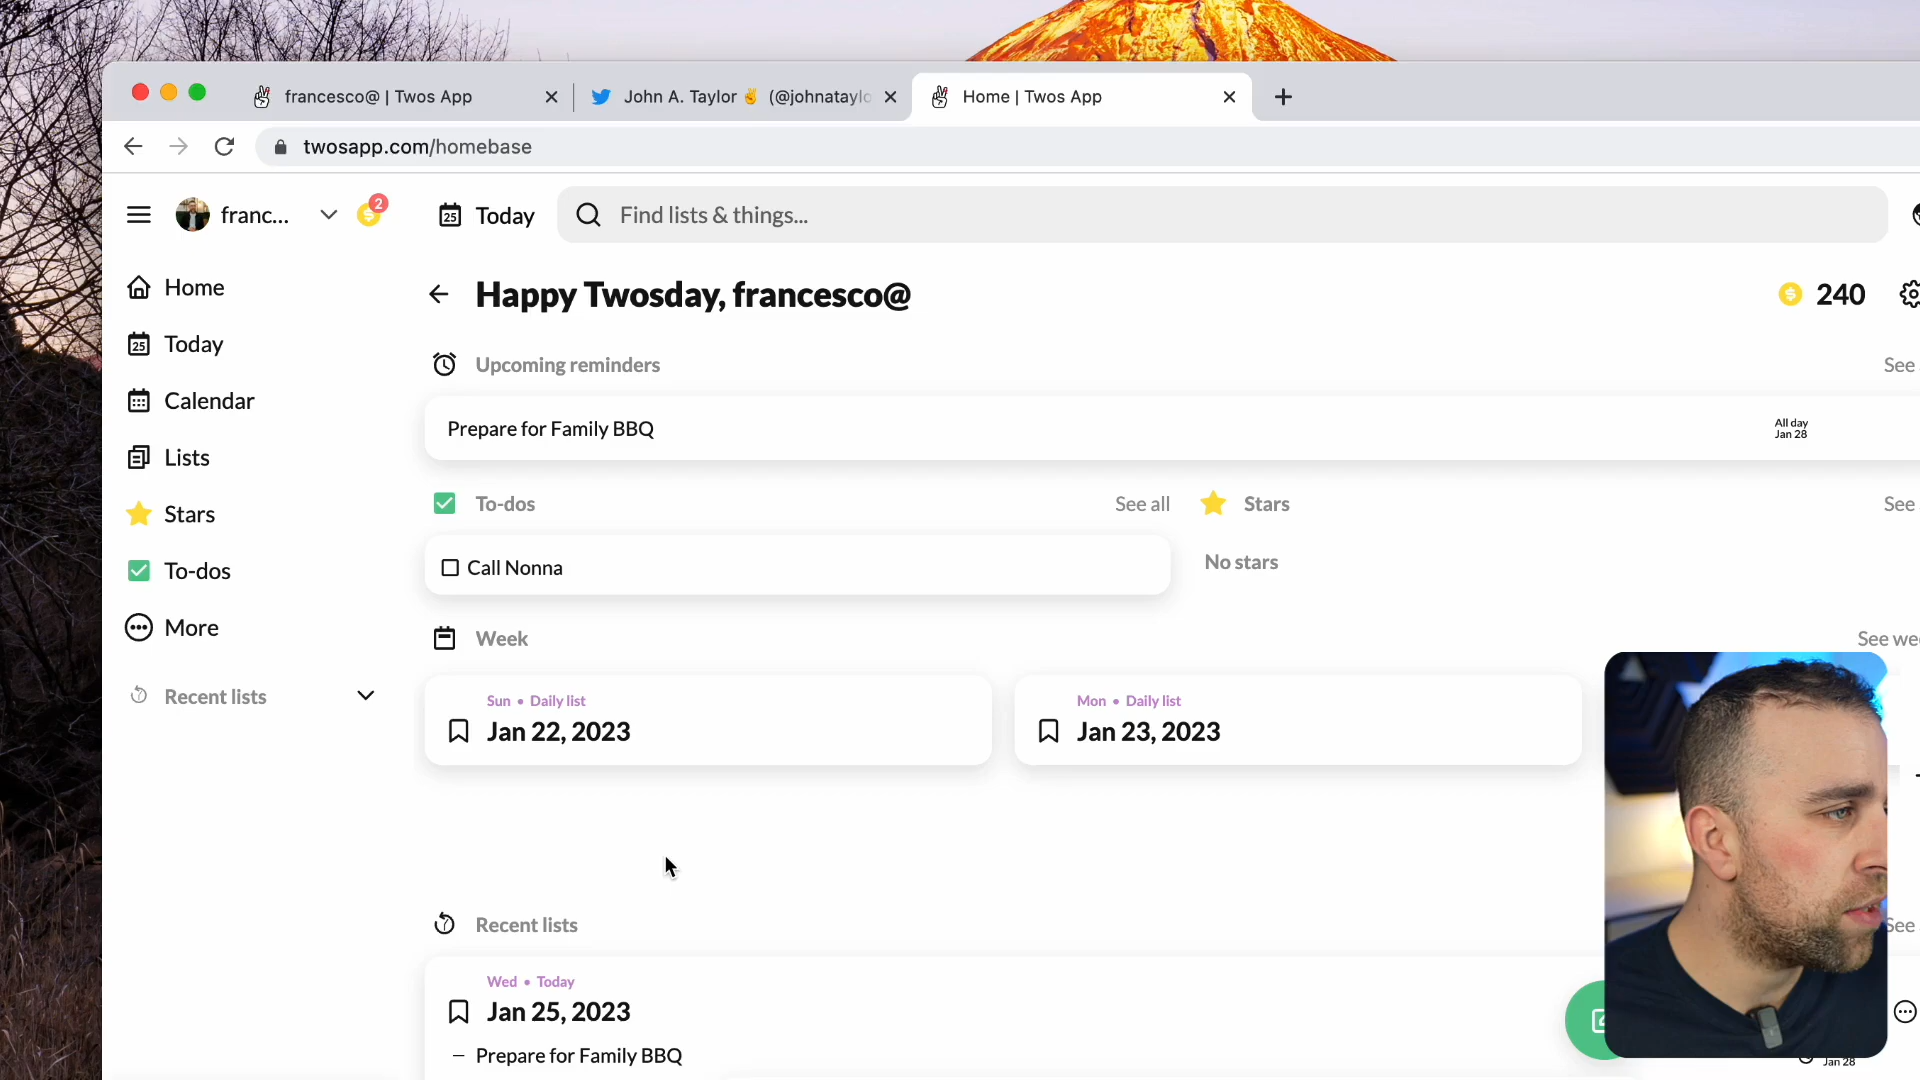 francesco@ | Twos App
John A. Taylor ✌ (@johnataylo
Home | Twos App
twosapp.com/homebase
franc...
2
25 Today
Find lists & things...
Home
Happy Twosday, francesco@
240
25 Today
Upcoming reminders
See
Calendar
Prepare for Family BBQ
All day
Jan 28
Lists
To-dos
See all
Stars
See
Stars
To-dos
Call Nonna
No stars
More
Week
See wee
Recent lists
Sun • Daily list
Jan 22, 2023
Mon • Daily list
Jan 23, 2023
Recent lists
See
Wed • Today
Jan 25, 2023
– Prepare for Family BBQ
Jan 28